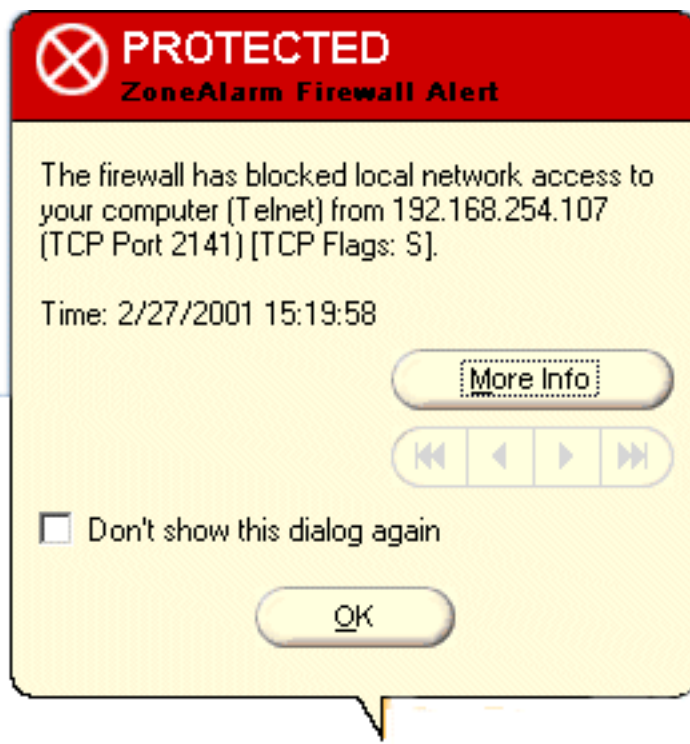 PROTECTED
ZoneAlarm Firewall Alert
The firewall has blocked local network access to
your computer (Telnet) from 192.168.254.107
(TCP Port 2141) [TCP Flags: S].
Time: 2/27/2001 15:19:58
More Info
Don't show this dialog again
OK